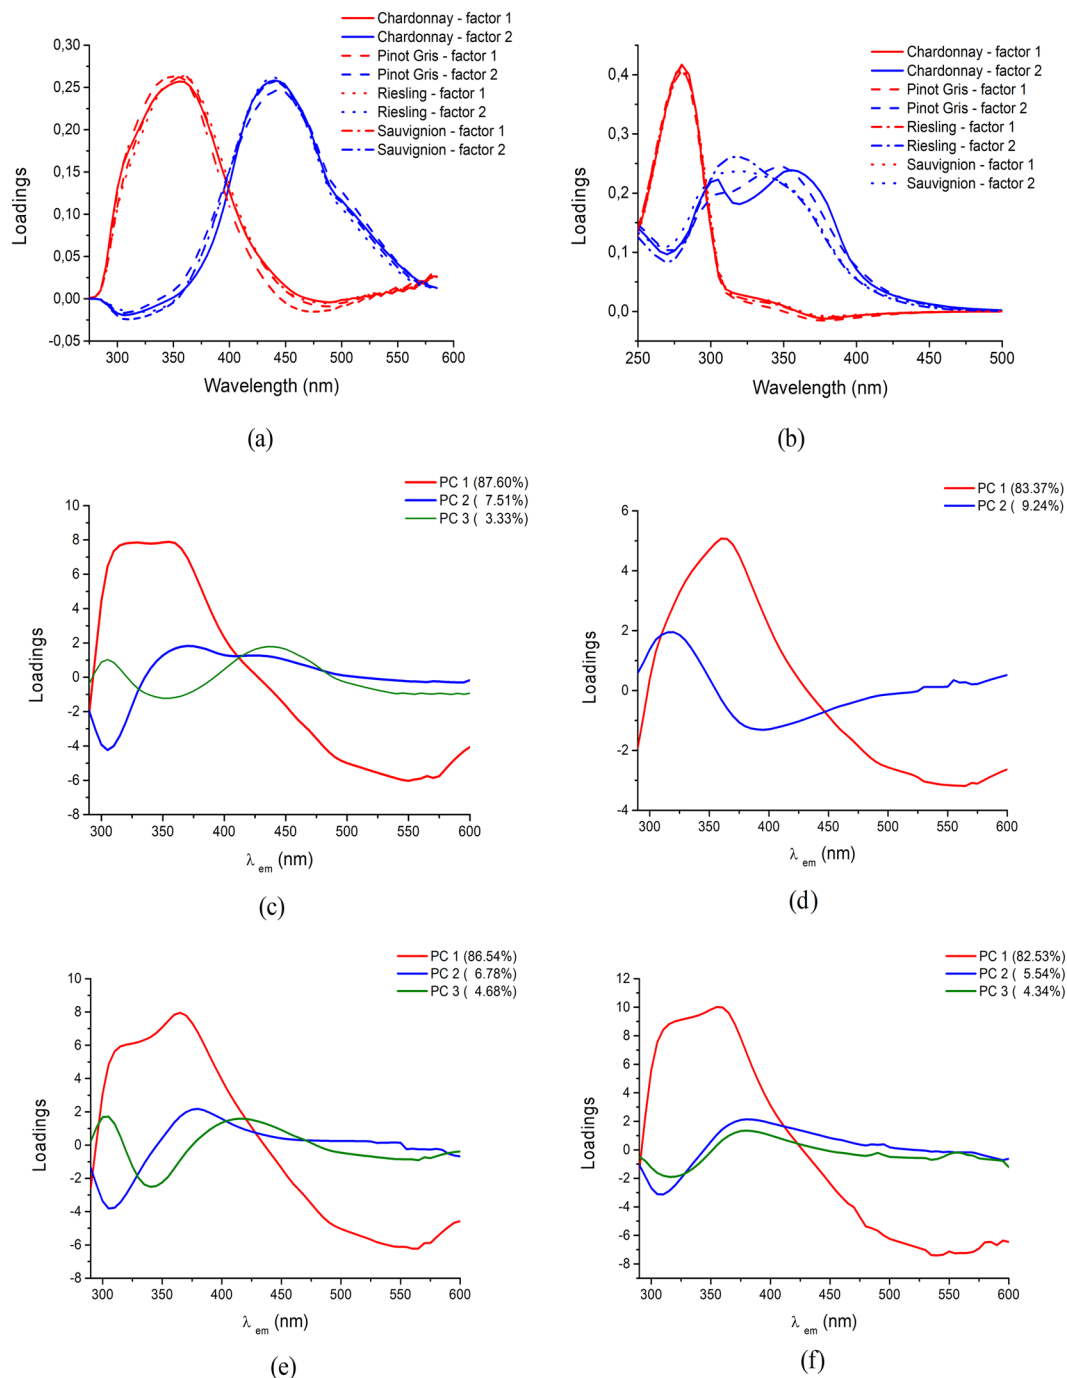 Chardonnay - factor 1
Chardonnay - factor 2
Pinot Gris - factor 1
Pinot Gris - factor 2
Riesling - factor 1
Riesling - factor 2
Sauvignion - factor 1
Sauvignion - factor 2
0,30
0,25
0,20
0,15
0,10
0,05
0,00
-0,05
Loadings
300 350 400 450 500 550 600
Wavelength (nm)
(a)
Chardonnay - factor 1
Chardonnay - factor 2
Pinot Gris - factor 1
Pinot Gris - factor 2
Riesling - factor 1
Riesling - factor 2
Sauvignion - factor 1
Sauvignion - factor 2
0,4
0,3
0,2
0,1
0,0
Loadings
250 300 350 400 450 500
Wavelength (nm)
(b)
PC 1 (87.60%)
PC 2 ( 7.51%)
PC 3 ( 3.33%)
8
6
4
2
0
-2
-4
-6
-8
Loadings
300 350 400 450 500 550 600
λ em (nm)
(c)
PC 1 (83.37%)
PC 2 ( 9.24%)
6
4
2
0
-2
-4
Loadings
300 350 400 450 500 550 600
λ em (nm)
(d)
PC 1 (86.54%)
PC 2 ( 6.78%)
PC 3 ( 4.68%)
10
8
6
4
2
0
-2
-4
-6
-8
Loadings
300 350 400 450 500 550 600
λ em (nm)
(e)
PC 1 (82.53%)
PC 2 ( 5.54%)
PC 3 ( 4.34%)
12
10
8
6
4
2
0
-2
-4
-6
-8
Loadings
300 350 400 450 500 550 600
λ em (nm)
(f)